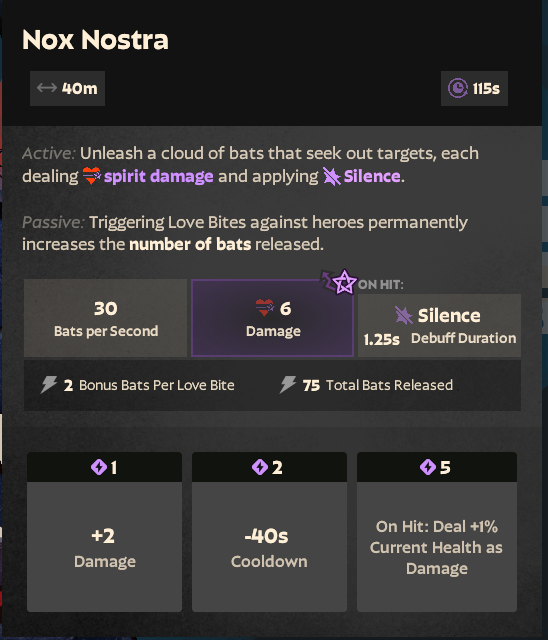 Nox Nostra
40m
115s
Active: Unleash a cloud of bats that seek out targets, each
dealing spirit damage and applying Silence.
Passive: Triggering Love Bites against heroes permanently
increases the number of bats released.
ON HIT:
30
Bats per Second
6
Damage
Silence
1.25s Debuff Duration
2 Bonus Bats Per Love Bite
75 Total Bats Released
1
+2
Damage
2
-40s
Cooldown
5
On Hit: Deal +1%
Current Health as
Damage